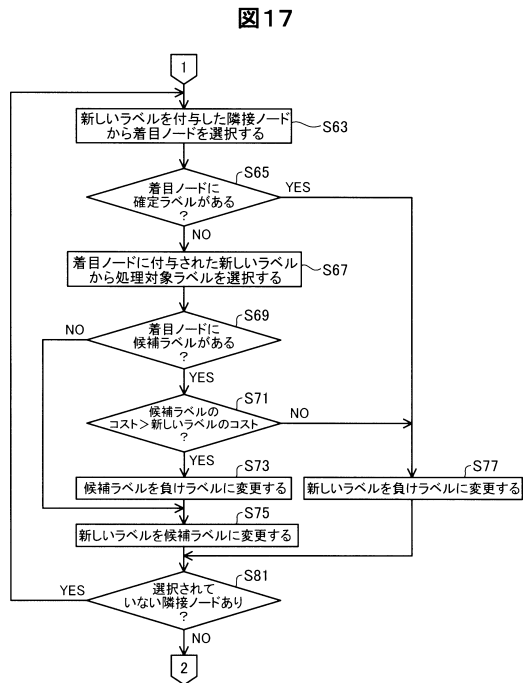 図17
1
新しいラベルを付与した隣接ノード
から着目ノードを選択する
S63
着目ノードに
確定ラベルがある
?
S65
YES
NO
着目ノードに付与された新しいラベル
から処理対象ラベルを選択する
S67
着目ノードに
候補ラベルがある
?
S69
NO
YES
候補ラベルの
コスト>新しいラベルのコスト
?
S71
NO
YES
候補ラベルを負けラベルに変更する
S73
新しいラベルを負けラベルに変更する
S77
新しいラベルを候補ラベルに変更する
S75
選択されて
いない隣接ノードあり
?
S81
YES
NO
2